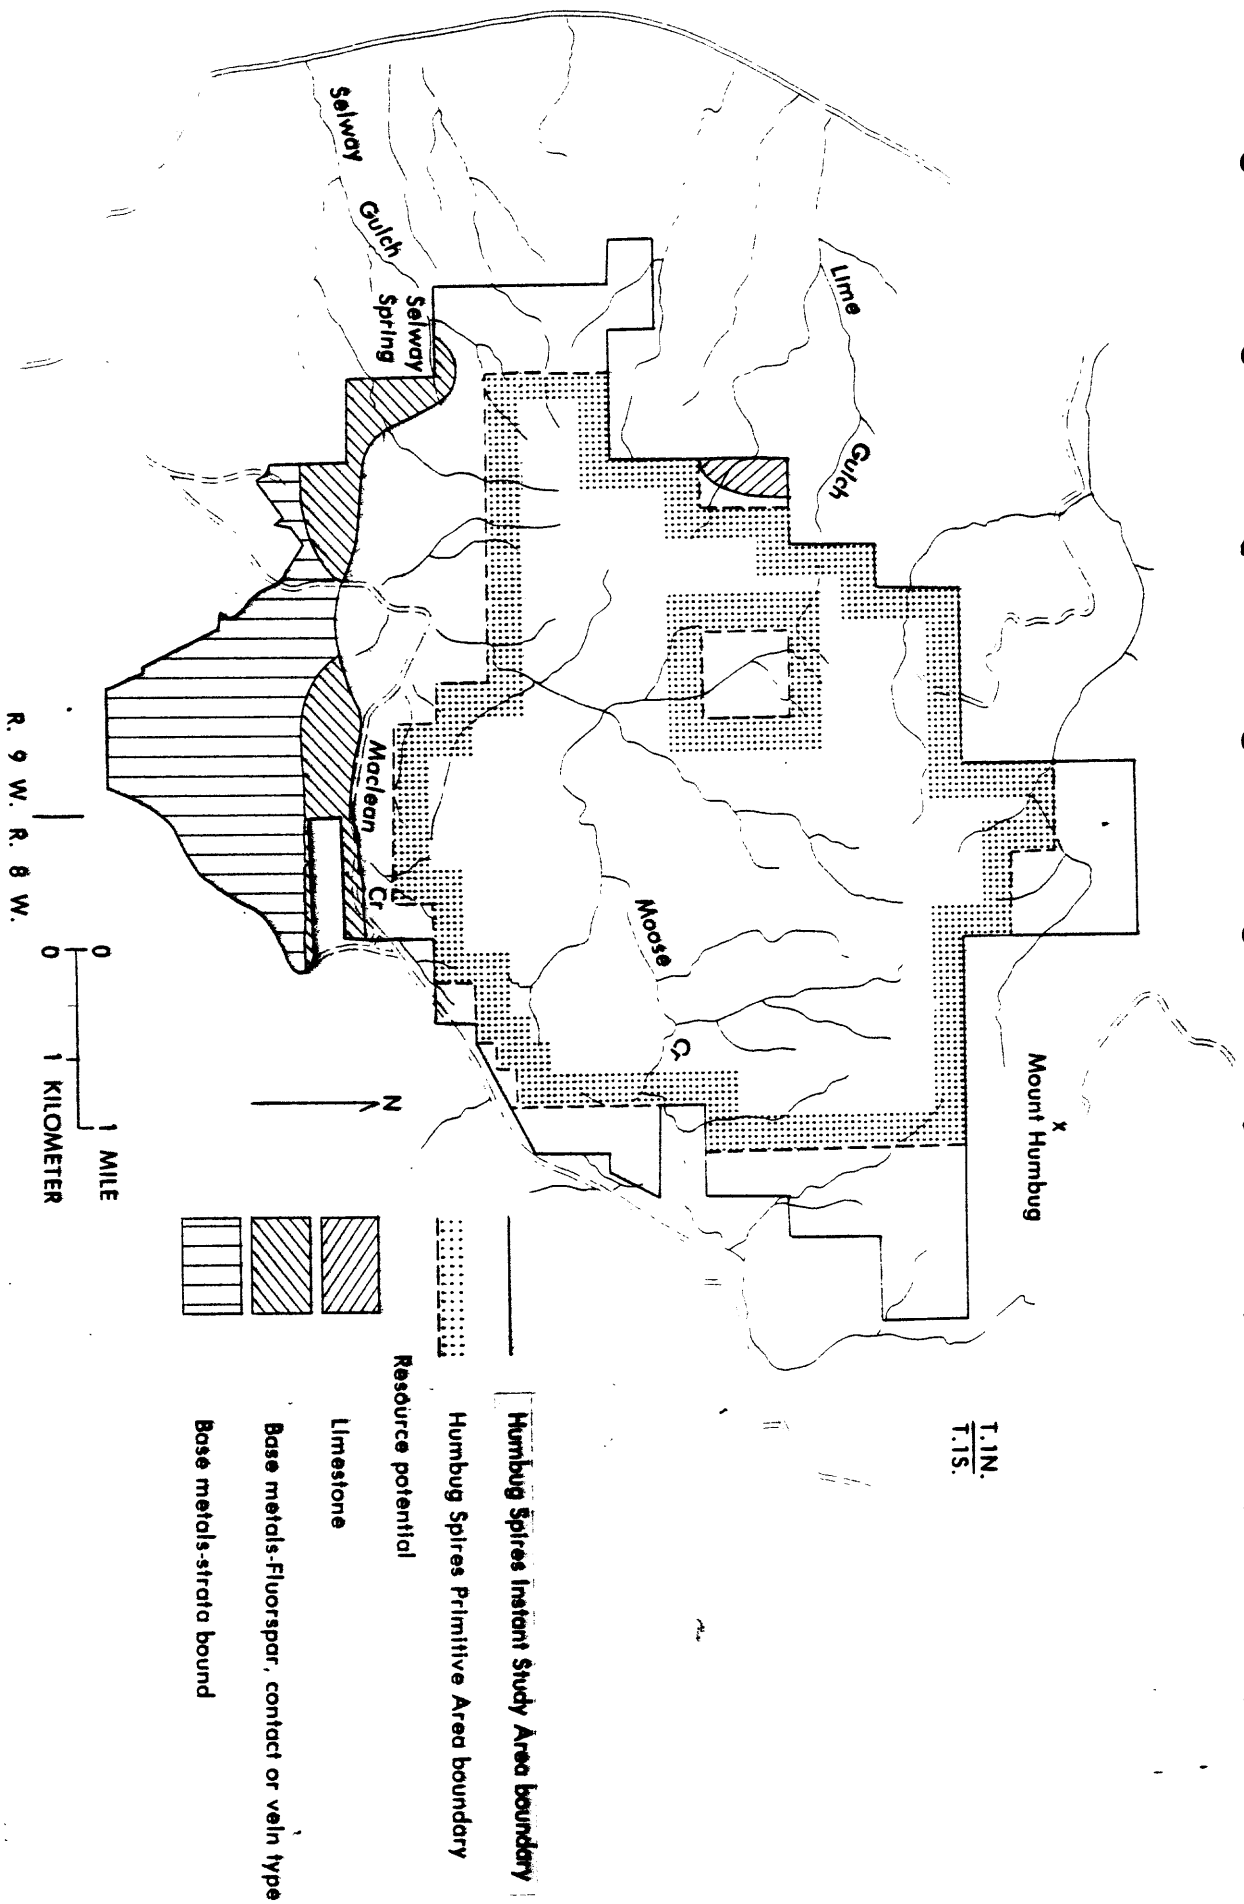 Mount Humbug
x
T.1N.
T.1S.
Lime
Gulch
Moose
Cr
Selway
Gulch
Selway
Spring
Maclean
Cr
R. 9 W. R. 8 W.
N
0 1 MILE
0 1 KILOMETER
Humbug Spires Instant Study Area boundary
Humbug Spires Primitive Area boundary
Resource potential
Limestone
Base metals-Fluorspar, contact or vein type
Base metals-strata bound